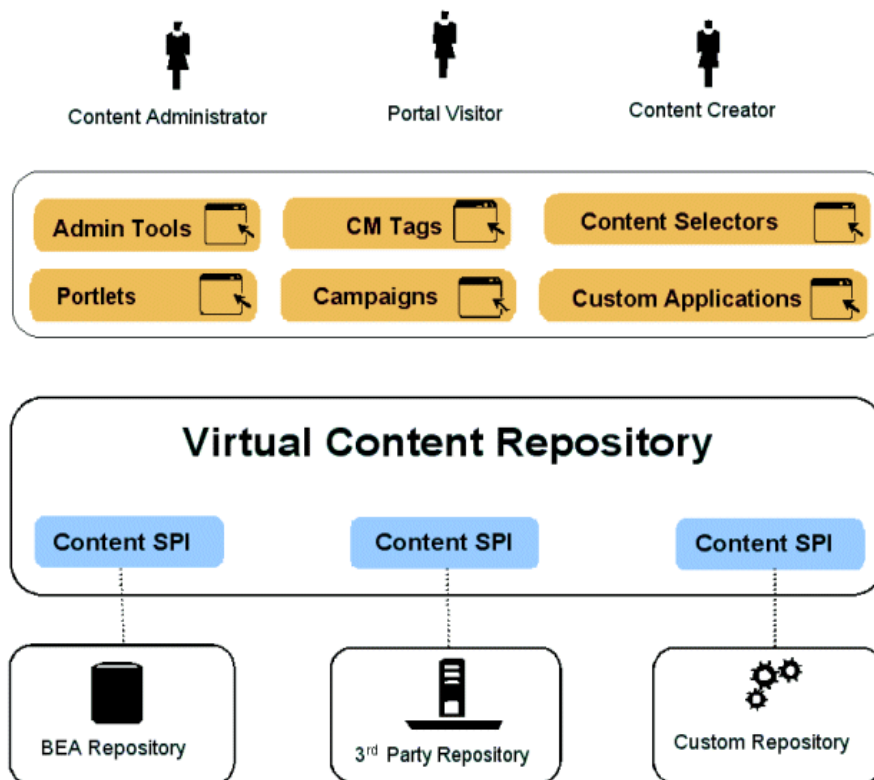 Content Administrator
Portal Visitor
Content Creator
Admin Tools
CM Tags
Content Selectors
Portlets
Campaigns
Custom Applications
Virtual Content Repository
Content SPI
Content SPI
Content SPI
BEA Repository
3rd Party Repository
Custom Repository